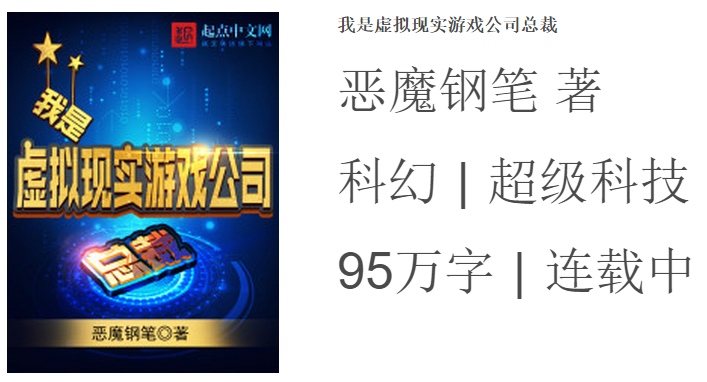 起点中文网
我是
虚拟现实游戏公司
总裁
恶魔钢笔◎著
我是虚拟现实游戏公司总裁
恶魔钢笔 著
科幻 | 超级科技
95万字 | 连载中